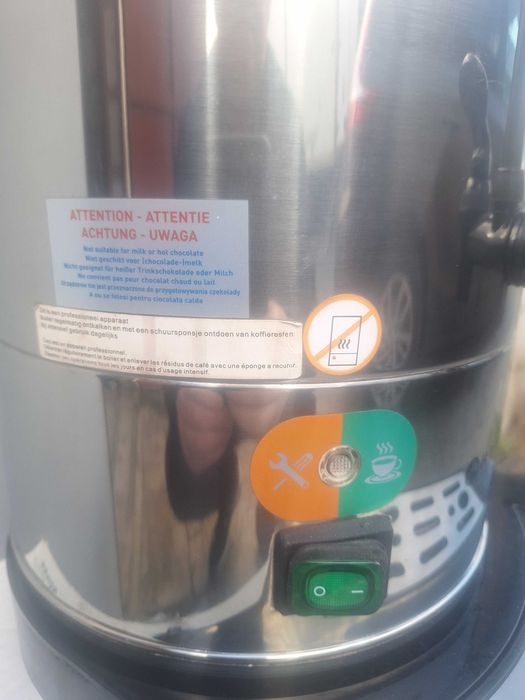 ATTENTION - ATTENTIE
ACHTUNG - UWAGA
Not suitable for milk or hot chocolate
Niet geschikt voor (chocolade-)melk
Nicht geeignet für heißer Trinkschokolade oder Milch
Ne convient pas pour chocolat chaud ou lait
Urządzenie nie jest przeznaczone do przygotowywania czekolady
A nu se folosi pentru ciocolata calda
Dit is een professioneel apparaat
Boiler regelmatig ontkalken en met een schuursponsje ontdoen van koffieresten
Bij intensief gebruik dagelijks
Ceci est un appareil professionnel
Détartrer régulièrement le boiler et enlever les résidus de café avec une éponge a récurer.
opérations tous les jours en cas d'usage intensif.
O I